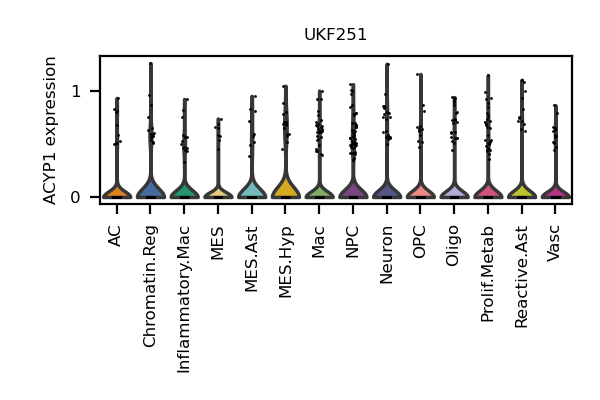 UKF251
ACYP1 expression
1
0
AC
Chromatin.Reg
Inflammatory.Mac
MES
MES.Ast
MES.Hyp
Mac
NPC
Neuron
OPC
Oligo
Prolif.Metab
Reactive.Ast
Vasc